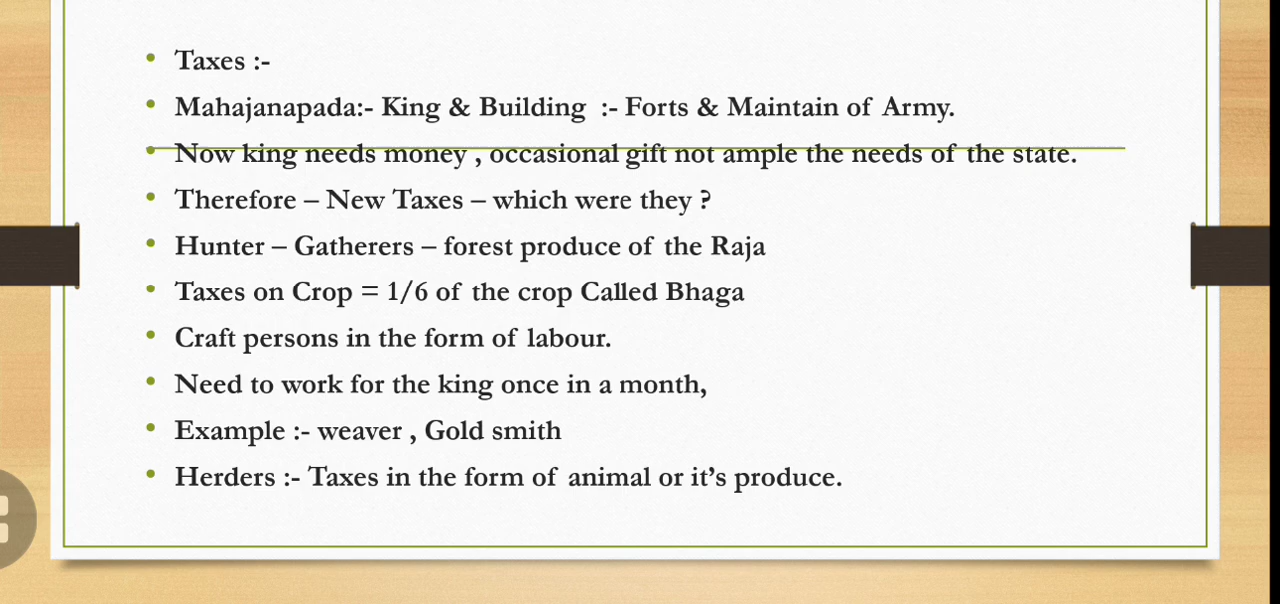 • Taxes :-
• Mahajanapada:- King & Building :- Forts & Maintain of Army.
• Now king needs money , occasional gift not ample the needs of the state.
• Therefore – New Taxes – which were they ?
• Hunter – Gatherers – forest produce of the Raja
• Taxes on Crop = 1/6 of the crop Called Bhaga
• Craft persons in the form of labour.
• Need to work for the king once in a month,
• Example :- weaver , Gold smith
• Herders :- Taxes in the form of animal or it’s produce.